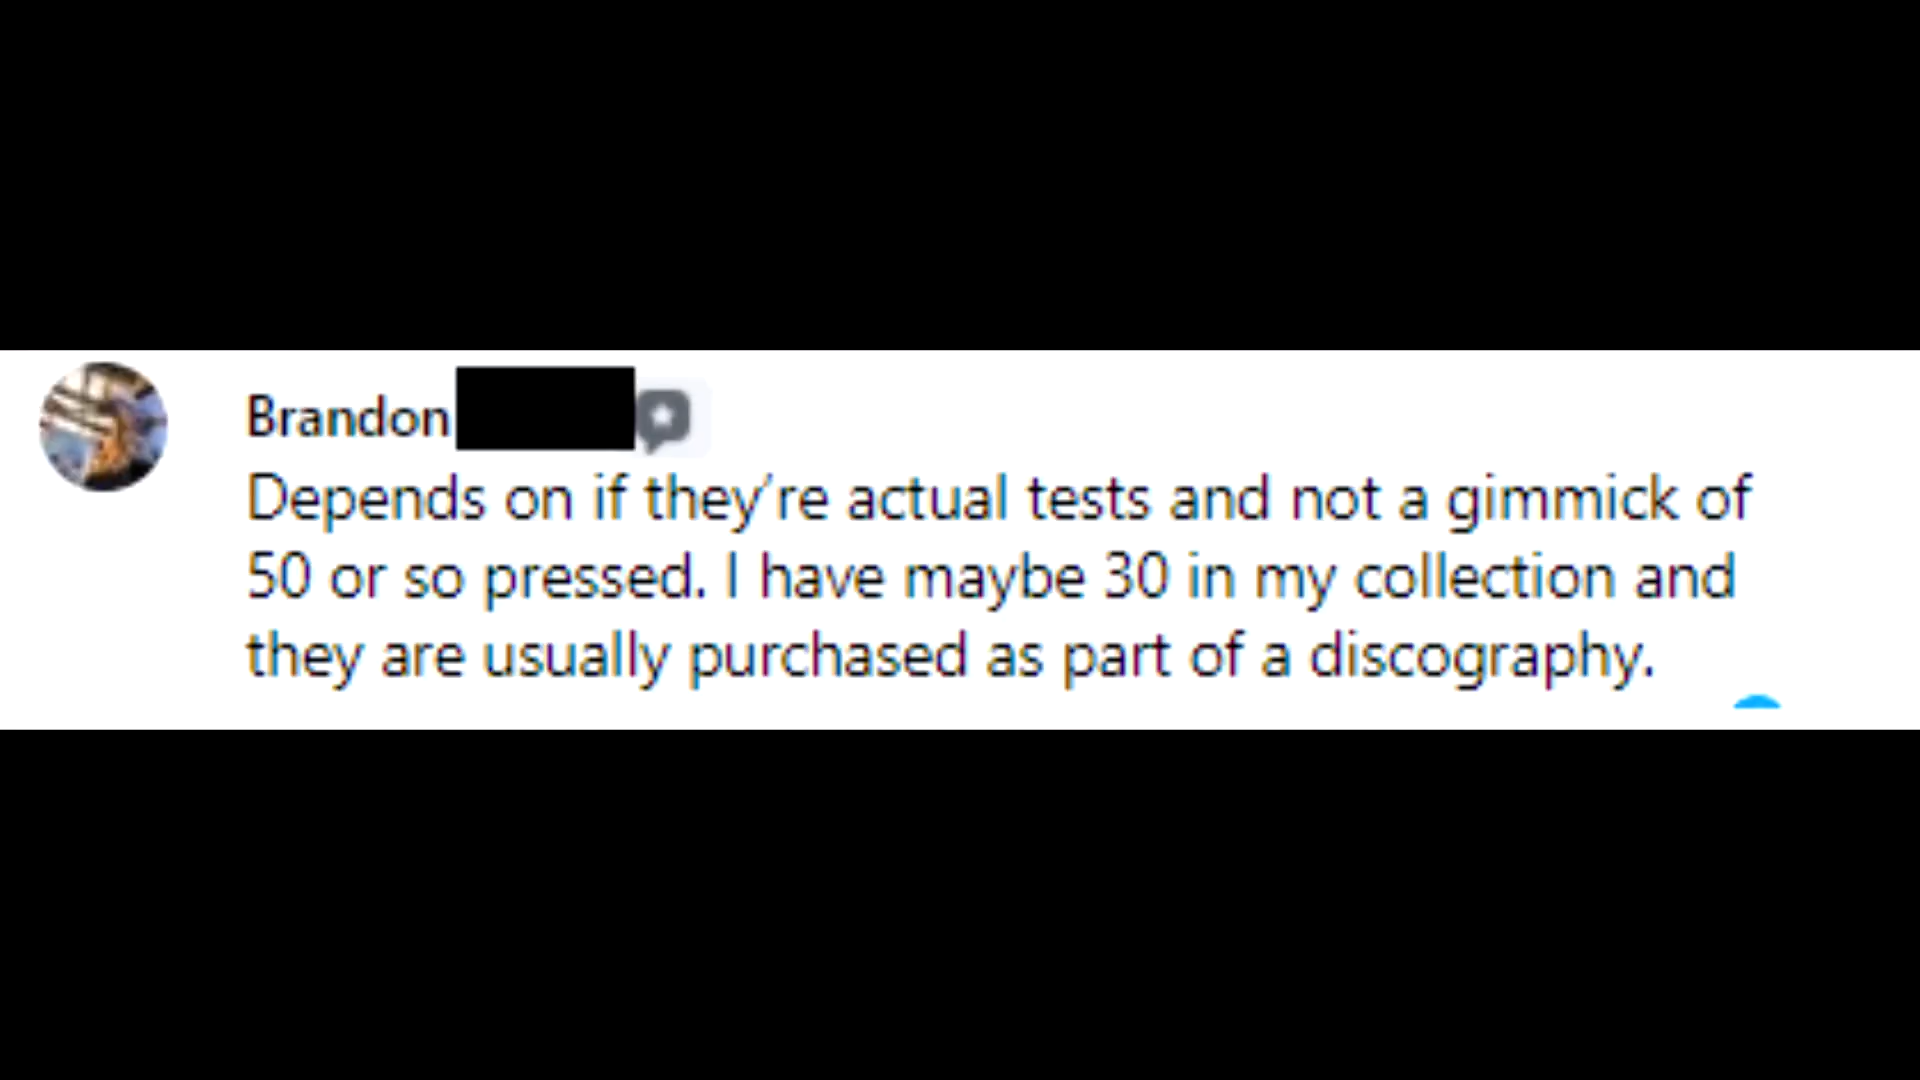 Brandon
Depends on if they're actual tests and not a gimmick of
50 or so pressed. I have maybe 30 in my collection and
they are usually purchased as part of a discography.